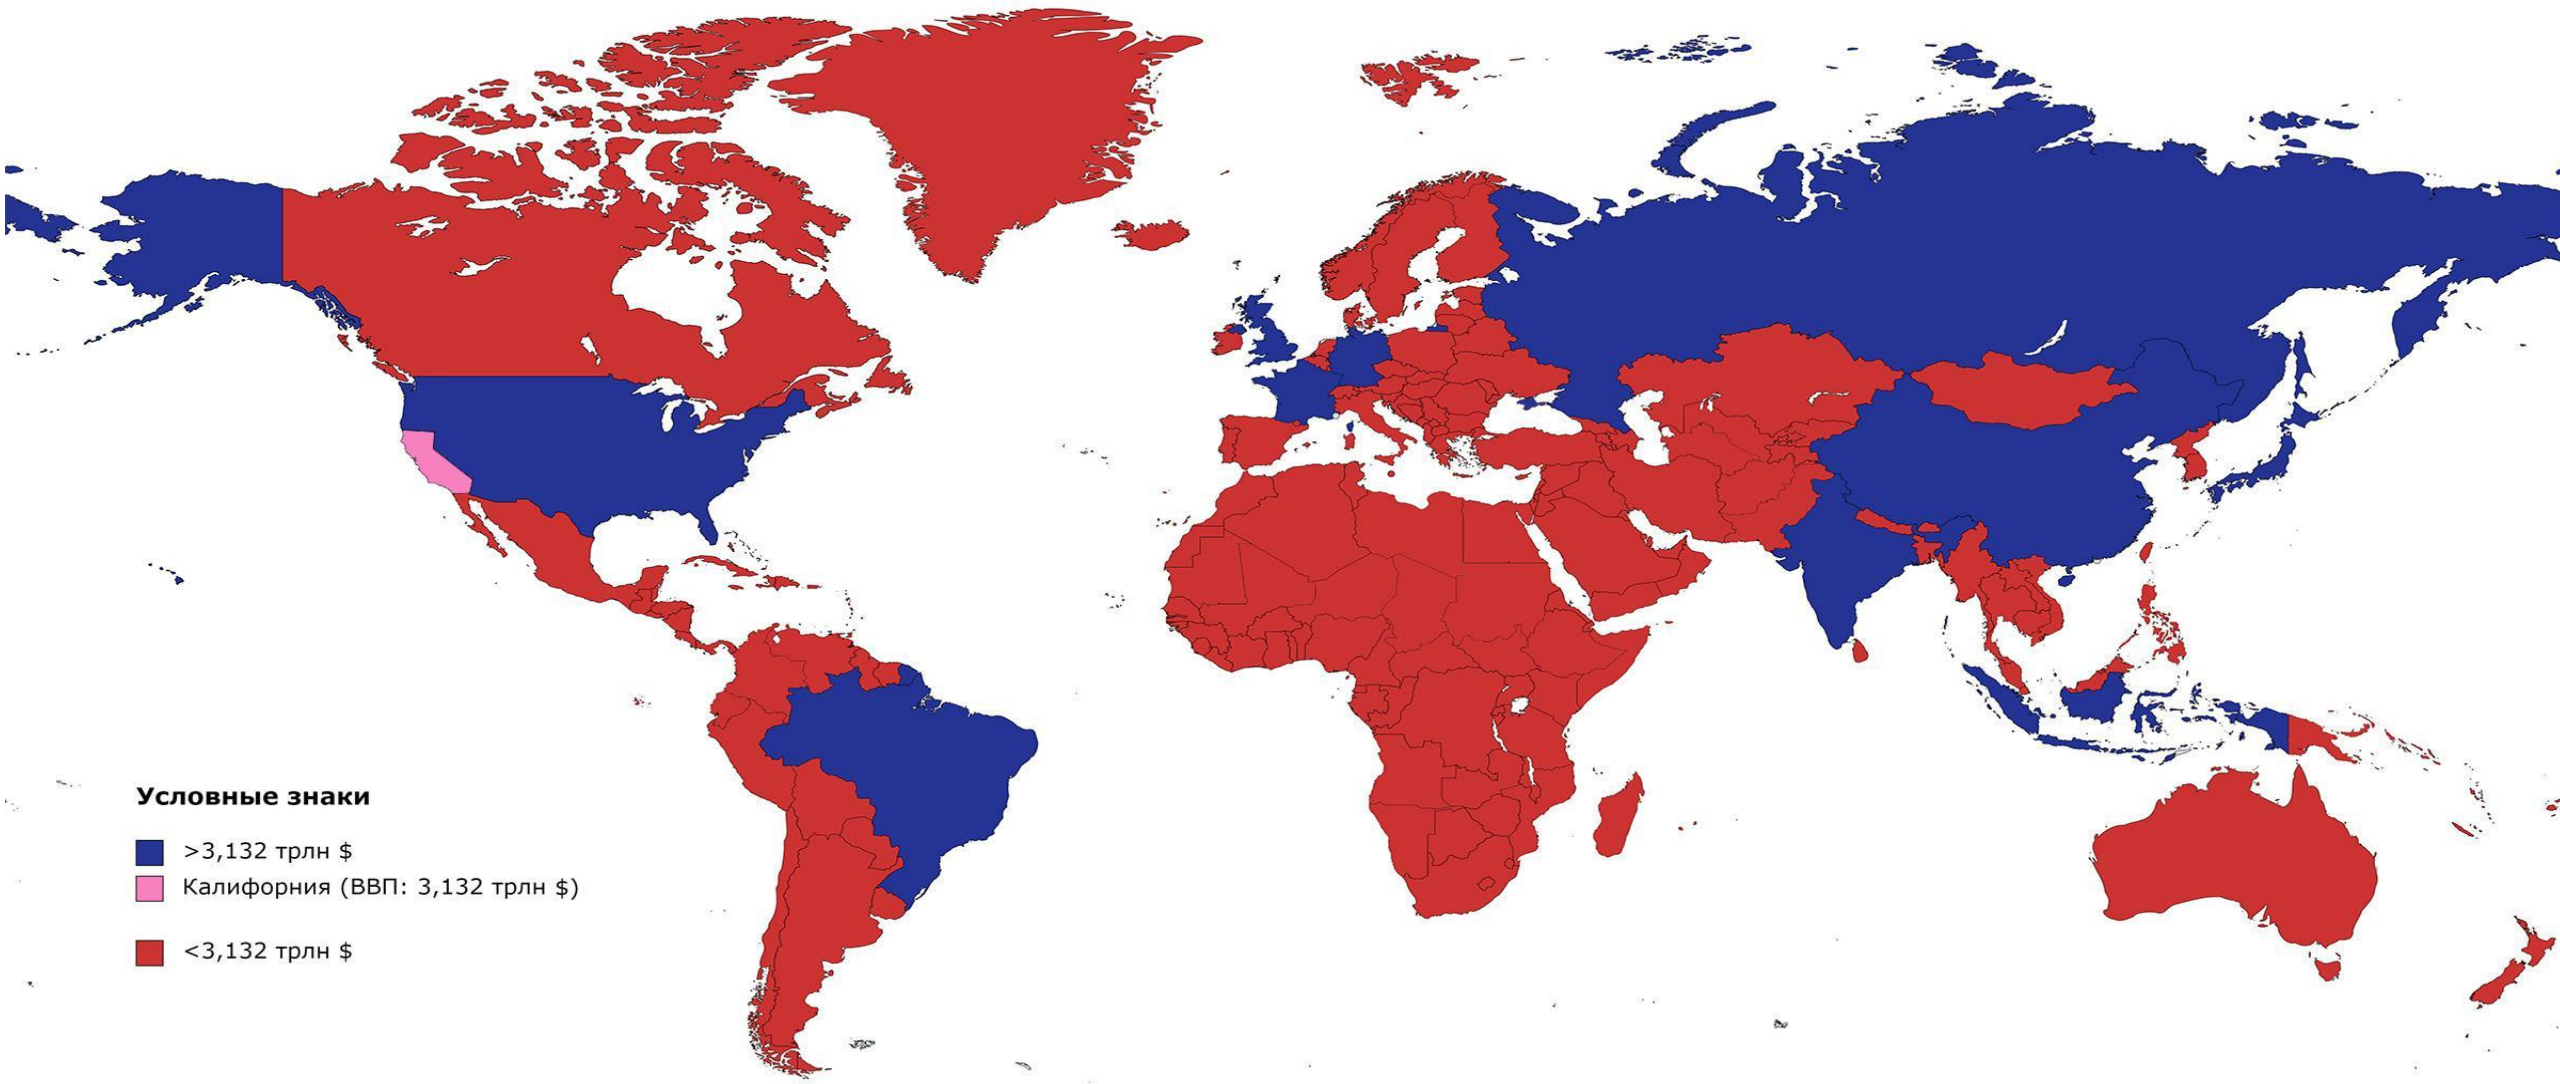 Условные знаки
>3,132 трлн $
Калифорния (ВВП: 3,132 трлн $)
<3,132 трлн $